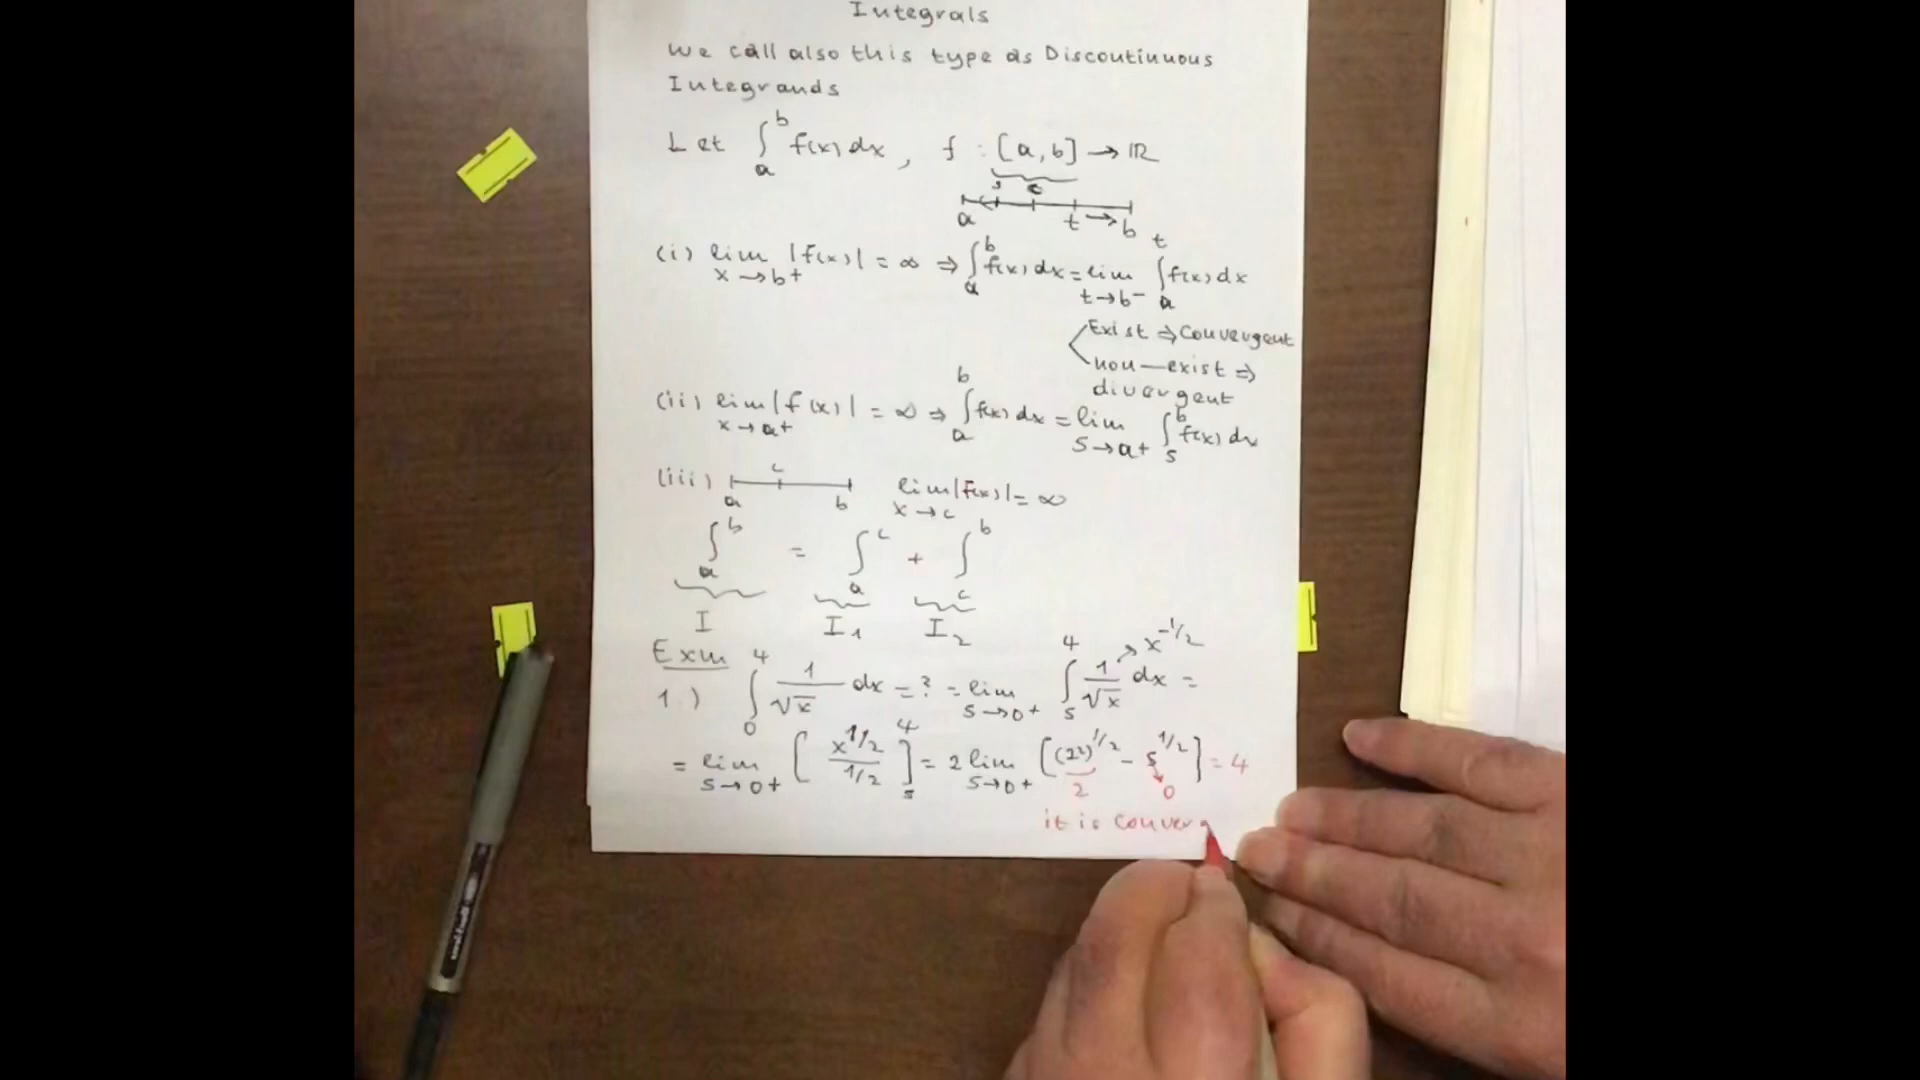 Integrals
We call also this type as Discontinuous
Integrands
Let ∫_a^b f(x) dx , f : [a, b] → ℝ
s c
a t → b
(i) lim_{x→b+} |f(x)| = ∞ ⇒ ∫_a^b f(x) dx = lim_{t→b-} ∫_a^t f(x) dx
Exist ⇒ Convergent
non-exist ⇒
divergent
(ii) lim_{x→a+} |f(x)| = ∞ ⇒ ∫_a^b f(x) dx = lim_{s→a+} ∫_s^b f(x) dx
(iii) a c b lim_{x→c} |f(x)| = ∞
∫_a^b = ∫_a^c + ∫_c^b
I I_1 I_2
Exm
1.) ∫_0^4 1/√x dx = ? = lim_{s→0+} ∫_s^4 1/√x dx = → x^{-1/2}
= lim_{s→0+} [ x^{1/2} / 1/2 ]_s^4 = 2 lim_{s→0+} [ (2²)^{1/2} - s^{1/2} ] = 4
2 0
it is converg